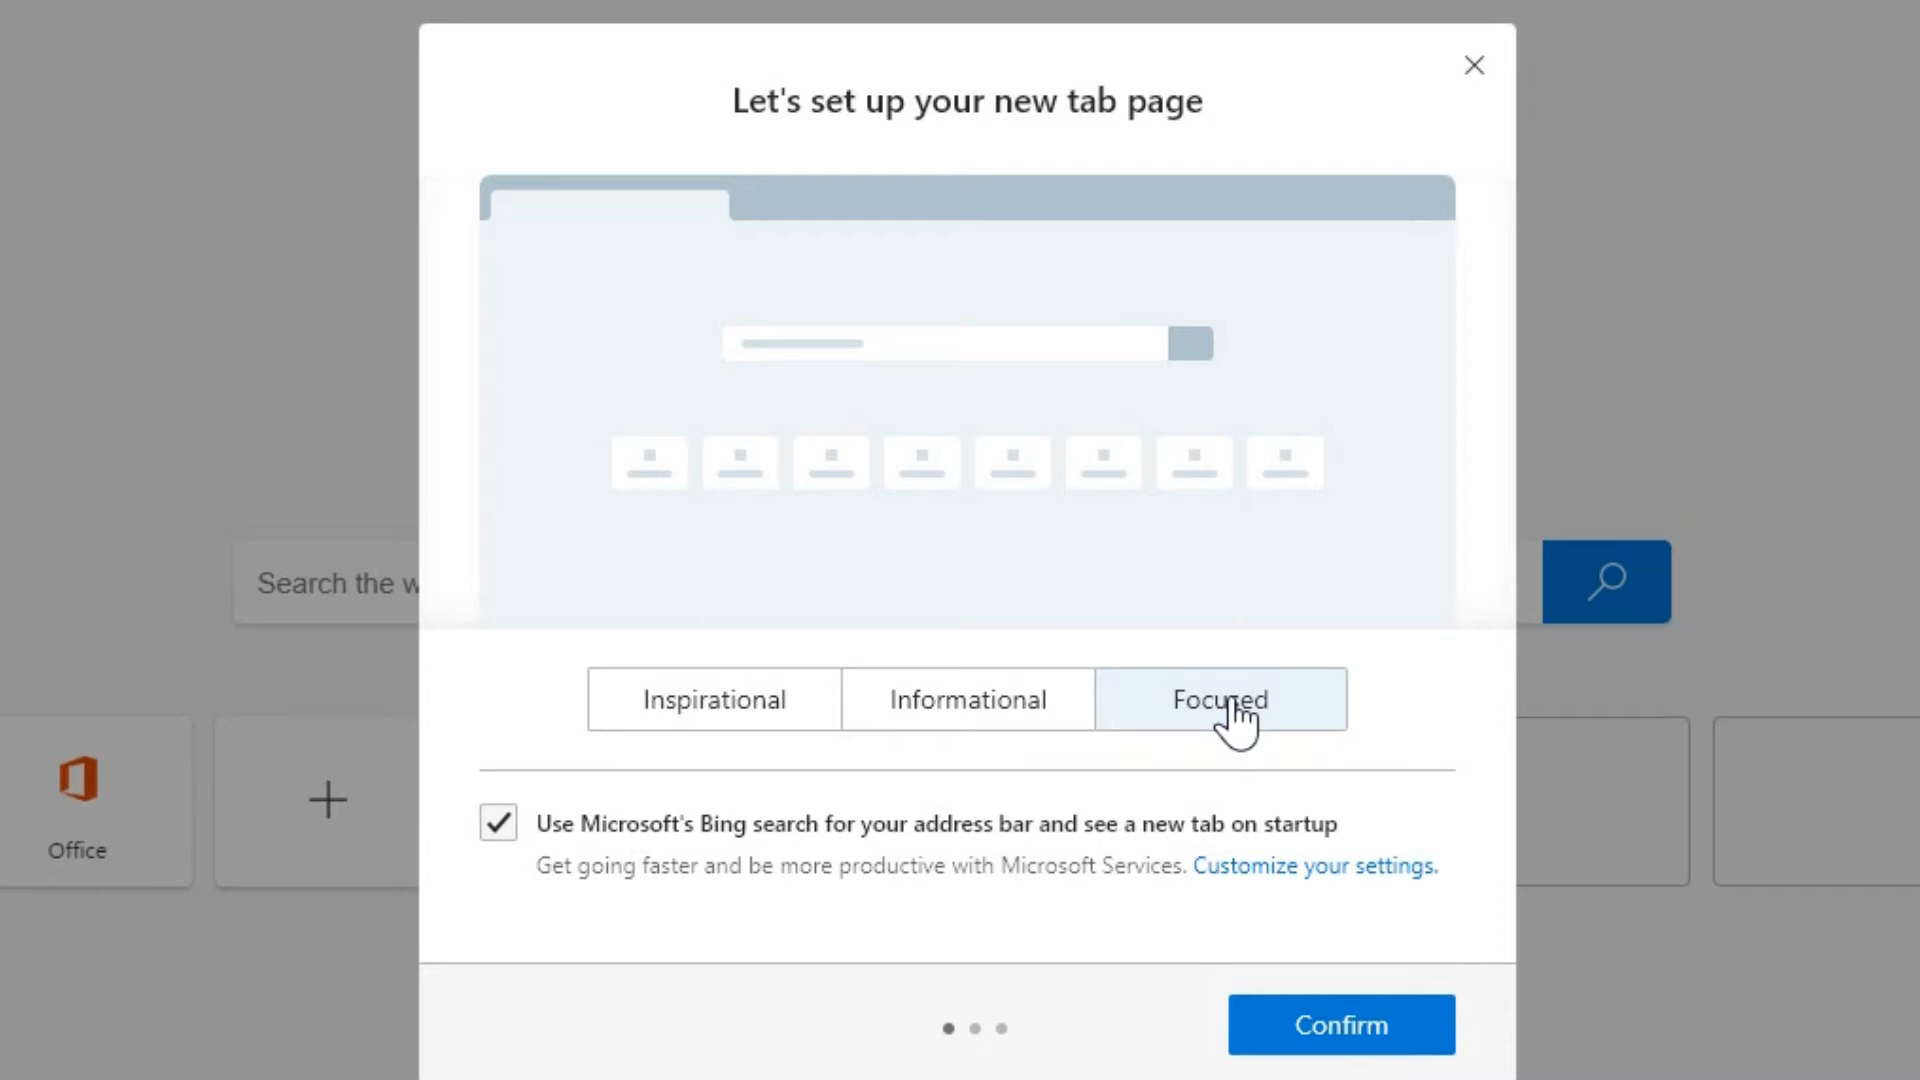 Let's set up your new tab page
Search the w
Inspirational
Informational
Focused
Office
Use Microsoft's Bing search for your address bar and see a new tab on startup
Get going faster and be more productive with Microsoft Services. Customize your settings.
Confirm